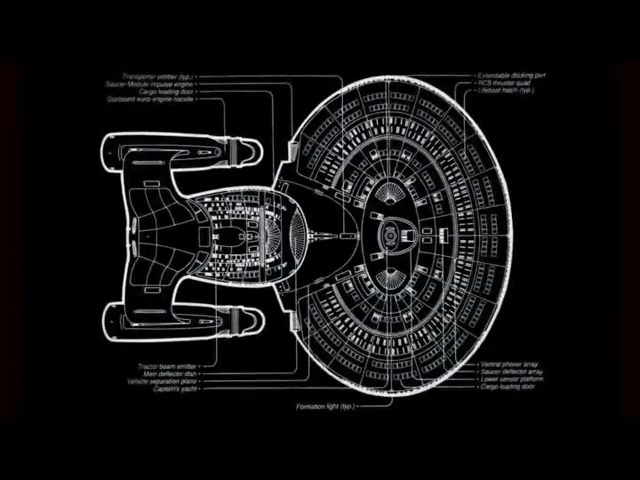 Transporter emitter (typ.)
Saucer Module impulse engine
Cargo loading door
Starboard warp engine nacelle
Extendable docking port
RCS thruster quad
Lifeboat hatch (typ.)
Tractor beam emitter
Main deflector dish
Vehicle separation plane
Captain's yacht
Ventral phaser array
Saucer deflector array
Lower sensor platform
Cargo loading door
Formation light (typ.)